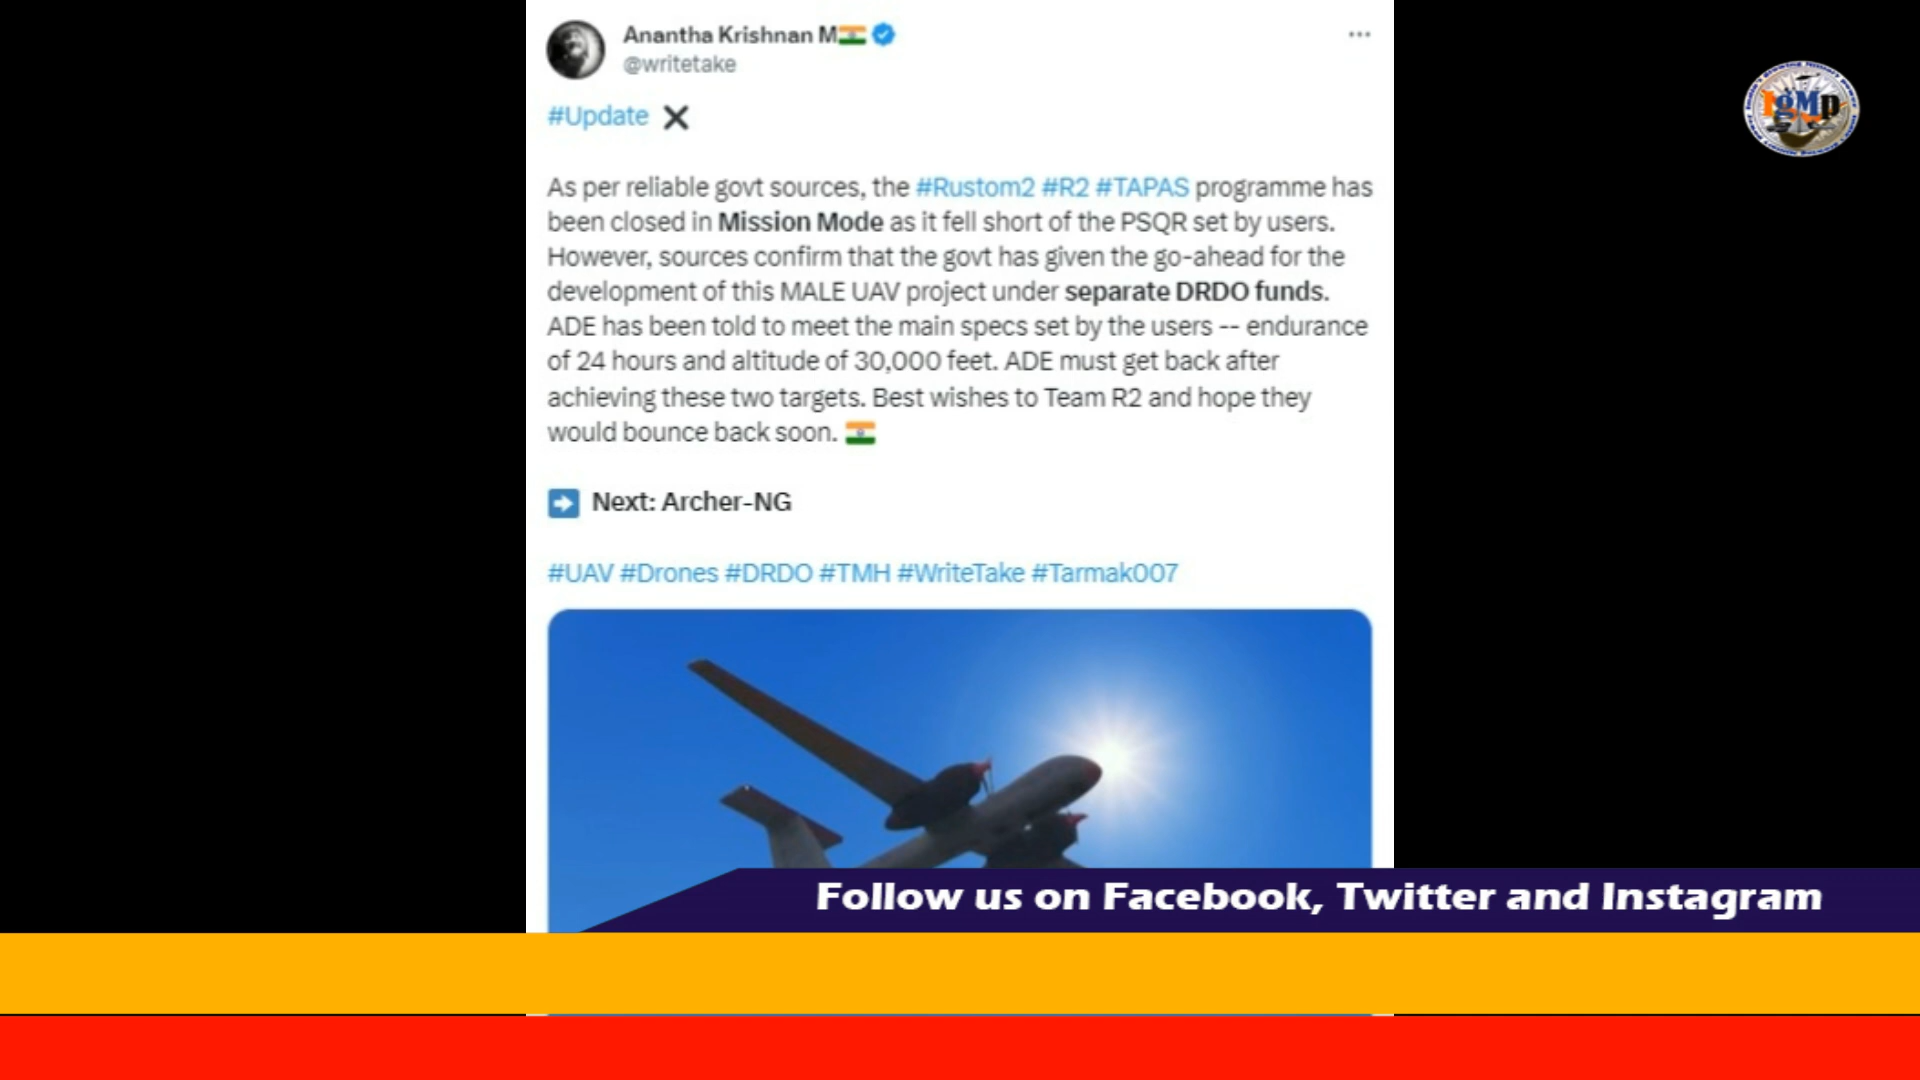 Anantha Krishnan M
@writetake
#Update
As per reliable govt sources, the #Rustom2 #R2 #TAPAS programme has
been closed in Mission Mode as it fell short of the PSQR set by users.
However, sources confirm that the govt has given the go-ahead for the
development of this MALE UAV project under separate DRDO funds.
ADE has been told to meet the main specs set by the users -- endurance
of 24 hours and altitude of 30,000 feet. ADE must get back after
achieving these two targets. Best wishes to Team R2 and hope they
would bounce back soon.
Next: Archer-NG
#UAV #Drones #DRDO #TMH #WriteTake #Tarmak007
IgMp
Follow us on Facebook, Twitter and Instagram